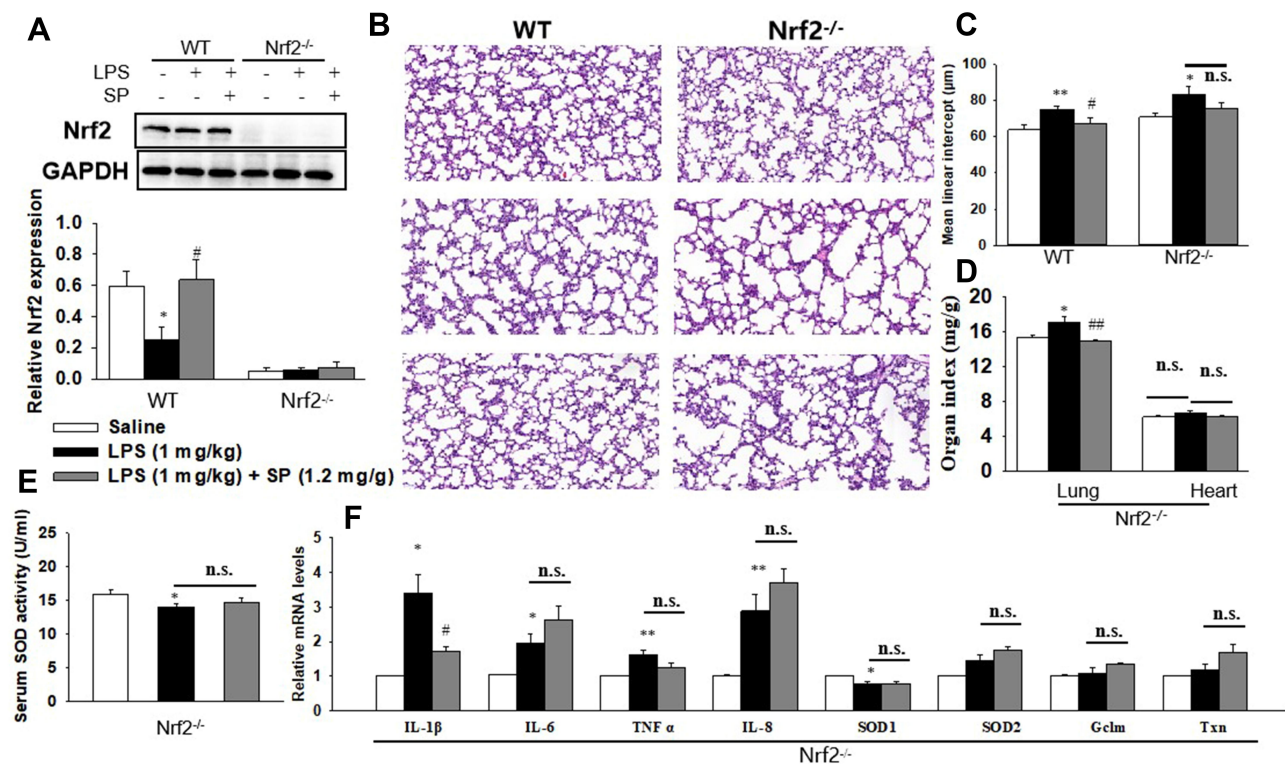 A
WT Nrf2-/-
LPS - + + - + +
SP - - + - - +
Nrf2
GAPDH
Relative Nrf2 expression
1.0
0.8
0.6
0.4
0.2
0.0
*
#
WT Nrf2-/-
Saline
LPS (1 mg/kg)
LPS (1 mg/kg) + SP (1.2 mg/g)
B
WT Nrf2-/-
C
Mean linear intercept (µm)
100
80
60
40
20
0
** # * n.s.
WT Nrf2-/-
D
Organ index (mg/g)
20
16
12
8
4
0
* ##
n.s. n.s.
Lung Heart
Nrf2-/-
E
Serum SOD activity (U/ml)
25
20
15
10
5
0
* n.s.
Nrf2-/-
F
Relative mRNA levels
5
4
3
2
1
0
* # * n.s. ** n.s. ** n.s. * n.s. n.s. n.s. n.s.
IL-1β IL-6 TNF α IL-8 SOD1 SOD2 Gclm Txn
Nrf2-/-